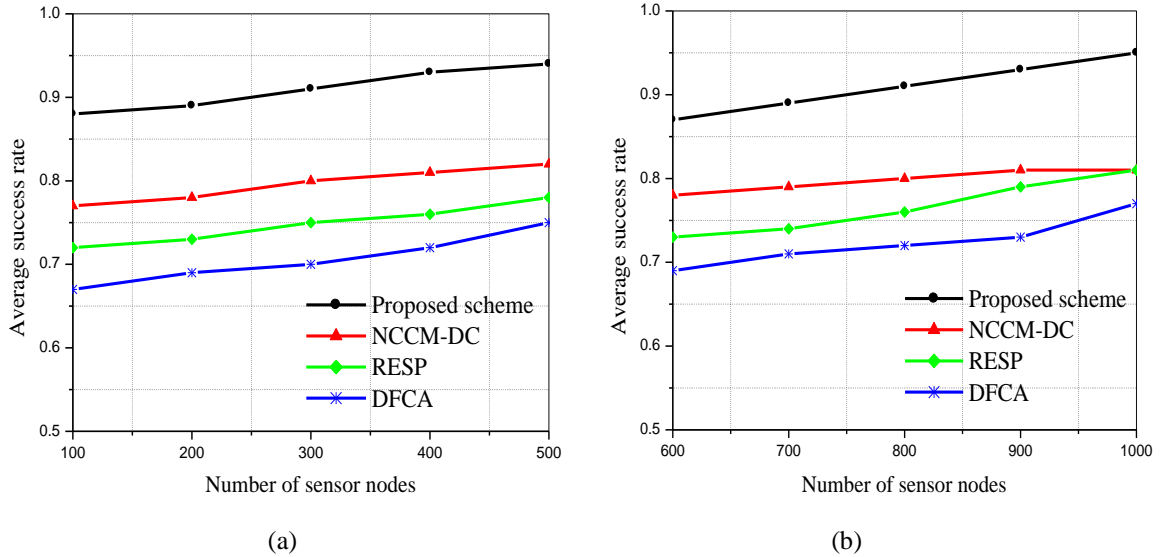 1.0
0.9
0.8
0.7
0.6
0.5
Average success rate
Proposed scheme
NCCM-DC
RESP
DFCA
100 200 300 400 500
Number of sensor nodes
(a)
1.0
0.9
0.8
0.7
0.6
0.5
Average success rate
Proposed scheme
NCCM-DC
RESP
DFCA
600 700 800 900 1000
Number of sensor nodes
(b)